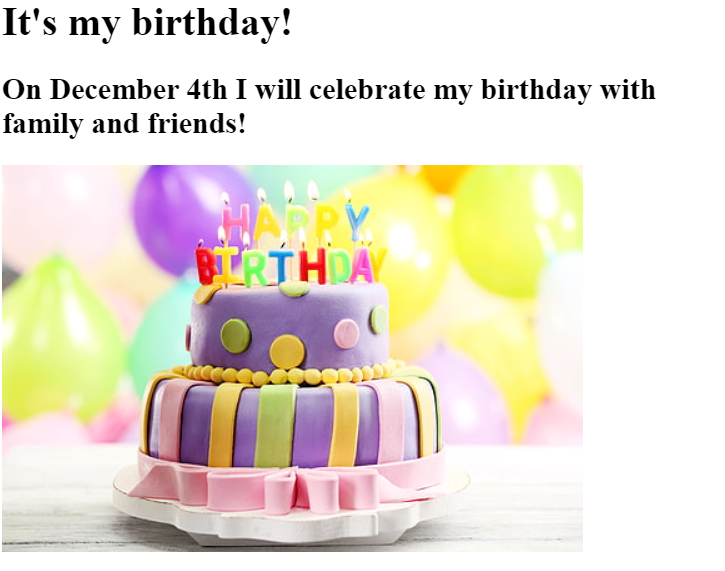 It's my birthday!
On December 4th I will celebrate my birthday with
family and friends!
HAPPY
BIRTHDAY